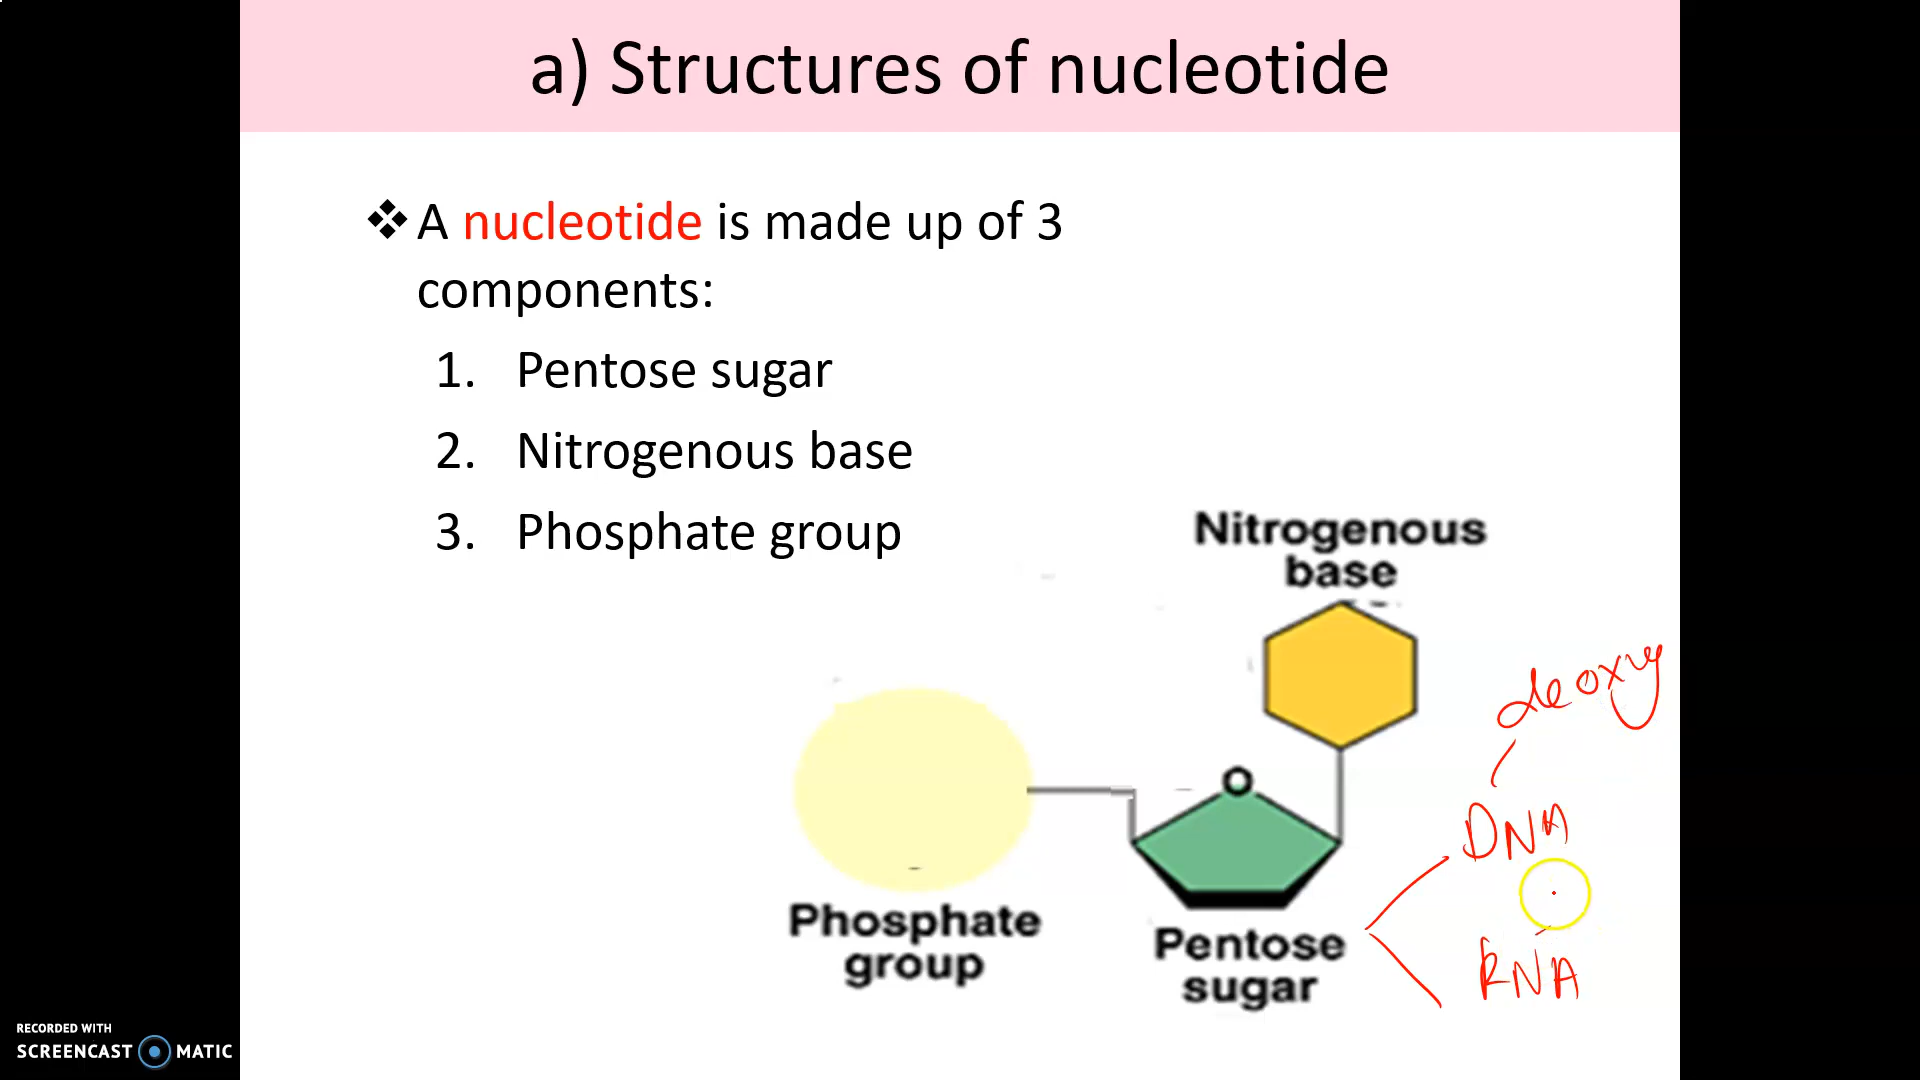 a) Structures of nucleotide
❖ A nucleotide is made up of 3
components:
1. Pentose sugar
2. Nitrogenous base
3. Phosphate group
Nitrogenous
base
deoxy
O
DNA
Phosphate
group
Pentose
sugar
RNA
RECORDED WITH
SCREENCAST MATIC